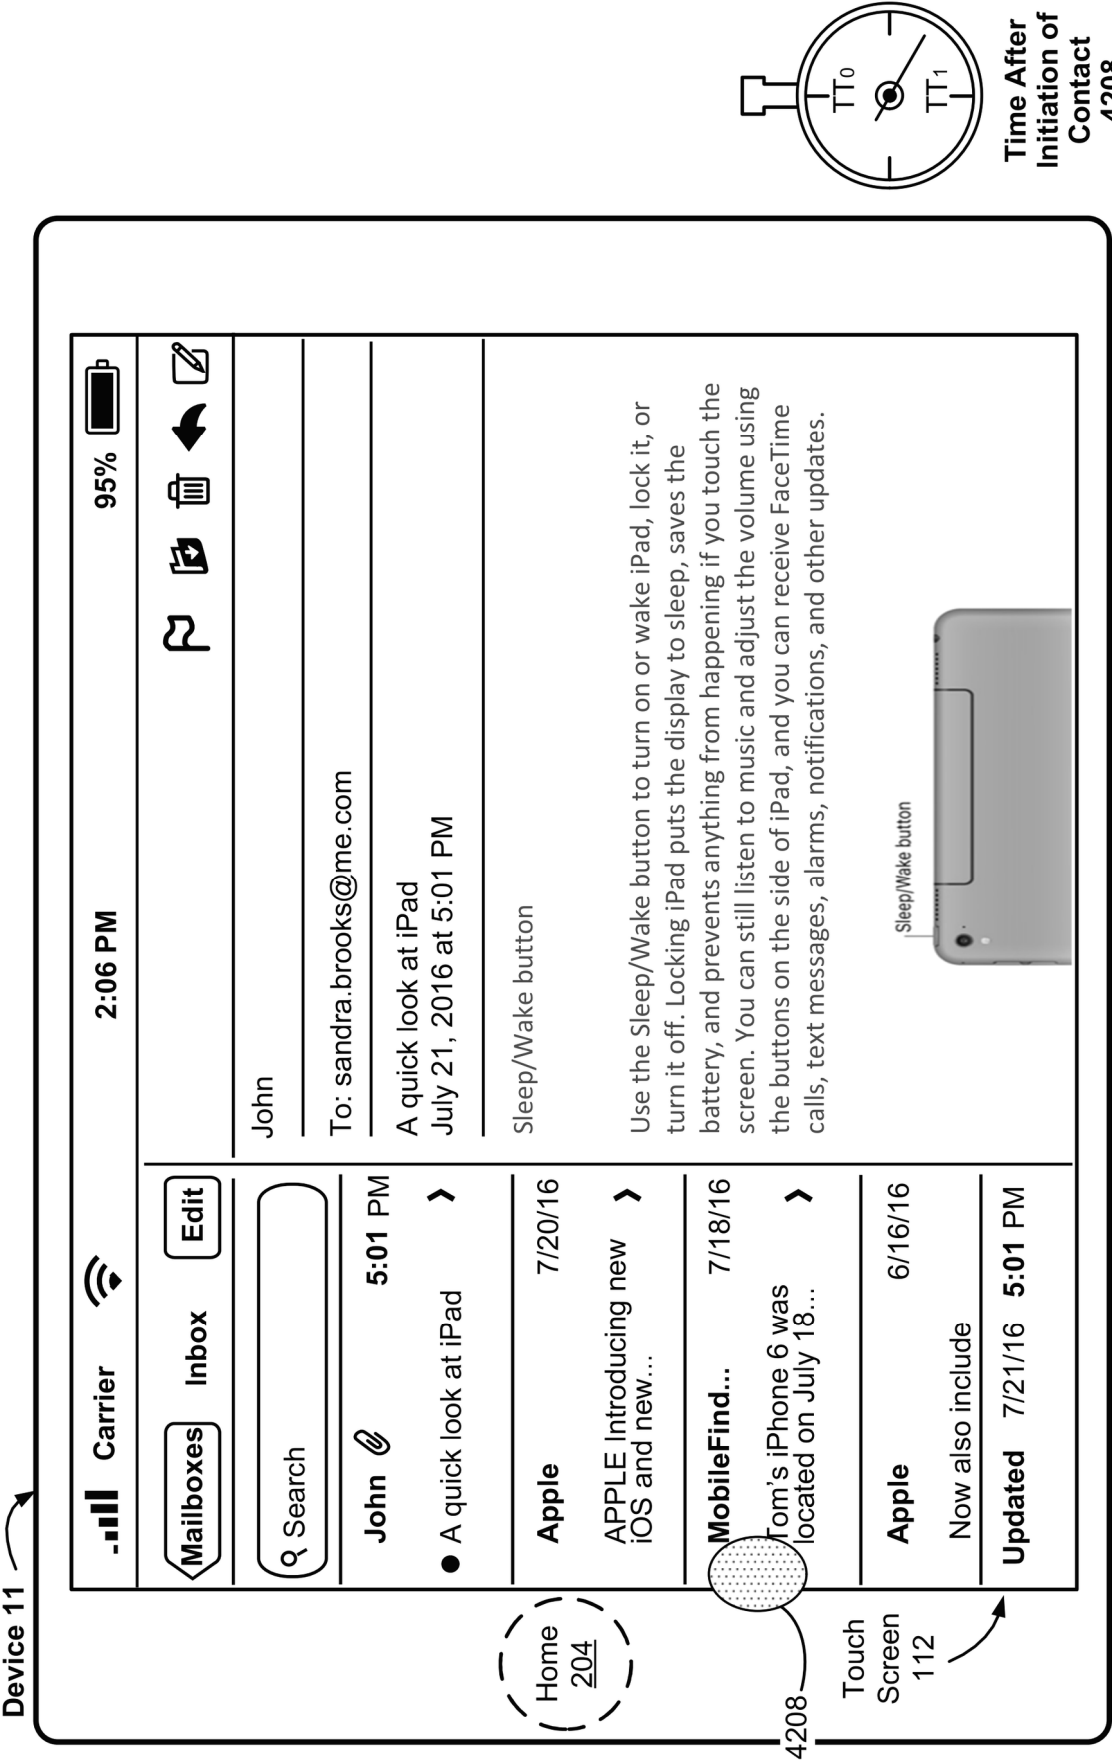 Device 11
Carrier
2:06 PM
95%
Mailboxes
Inbox
Edit
Search
John
5:01 PM
● A quick look at iPad
Apple
7/20/16
APPLE Introducing new
iOS and new...
MobileFind...
7/18/16
Tom's iPhone 6 was
located on July 18...
Apple
6/16/16
Now also include
Updated 7/21/16 5:01 PM
John
To: sandra.brooks@me.com
A quick look at iPad
July 21, 2016 at 5:01 PM
Sleep/Wake button
Use the Sleep/Wake button to turn on or wake iPad, lock it, or
turn it off. Locking iPad puts the display to sleep, saves the
battery, and prevents anything from happening if you touch the
screen. You can still listen to music and adjust the volume using
the buttons on the side of iPad, and you can receive FaceTime
calls, text messages, alarms, notifications, and other updates.
Sleep/Wake button
Home
204
4208
Touch
Screen
112
TT0
TT1
Time After
Initiation of
Contact
4208